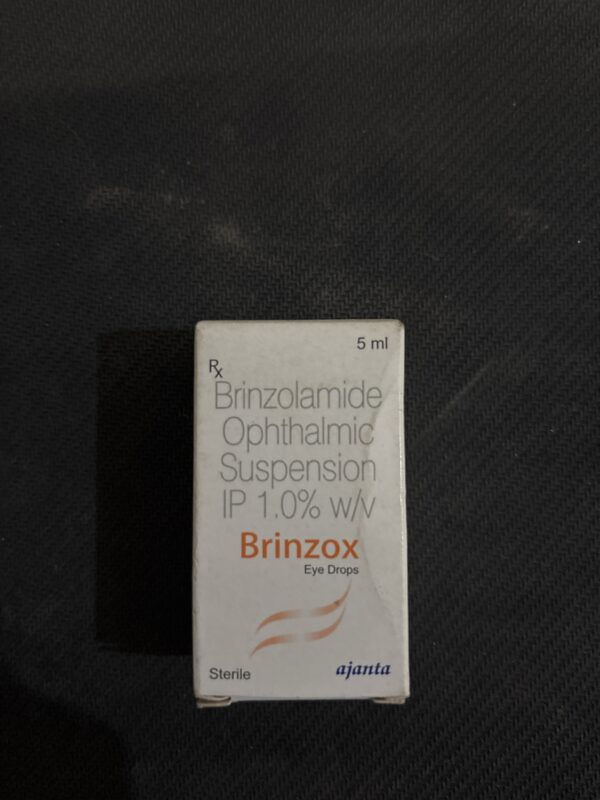 5 ml
Rx
Brinzolamide
Ophthalmic
Suspension
IP 1.0% w/v
Brinzox
Eye Drops
Sterile
ajanta